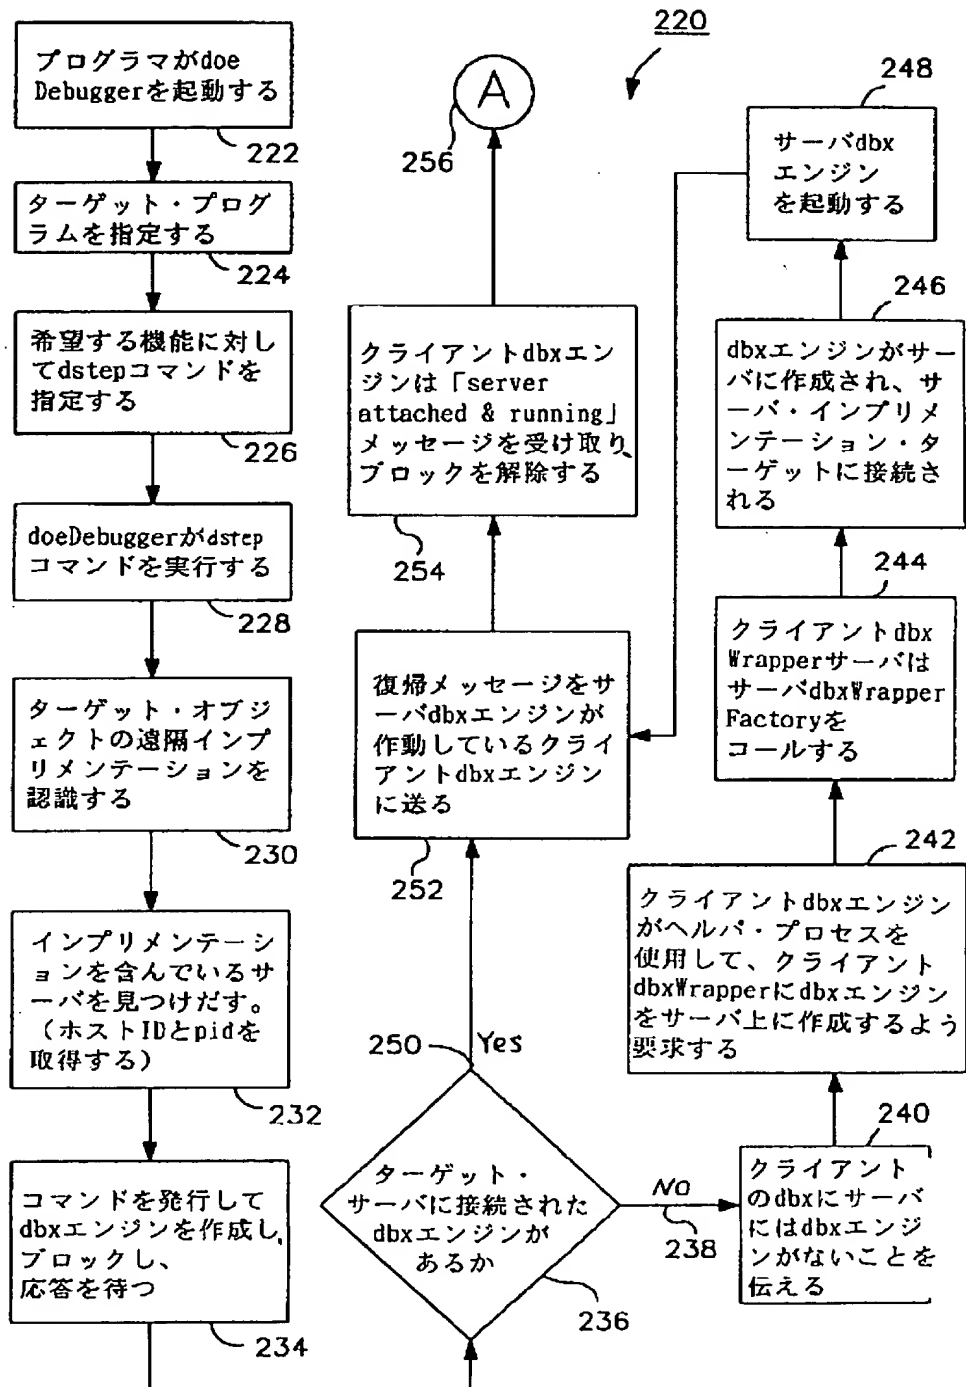 プログラマがdoe
Debuggerを起動する
222
ターゲット・プログ
ラムを指定する
224
希望する機能に対し
てdstepコマンドを
指定する
226
doeDebuggerがdstep
コマンドを実行する
228
ターゲット・オブジ
ェクトの遠隔インプ
リメンテーションを
認識する
230
インプリメンテーシ
ョンを含んでいるサ
ーバを見つけだす。
(ホストIDとpidを
取得する)
232
コマンドを発行して
dbxエンジンを作成し、
ブロックし、
応答を待つ
234
220
A
256
クライアントdbxエン
ジンは「server
attached & running」
メッセージを受け取り、
ブロックを解除する
254
復帰メッセージをサ
ーバdbxエンジンが
作動しているクライ
アントdbxエンジン
に送る
252
250
Yes
ターゲット・
サーバに接続された
dbxエンジンが
あるか
236
NO
238
248
サーバdbx
エンジン
を起動する
246
dbxエンジンがサー
バに作成され、サ
ーバ・インプリメ
ンテーション・タ
ーゲットに接続さ
れる
244
クライアントdbx
Wrapperサーバは
サーバdbxWrapper
Factoryを
コールする
242
クライアントdbxエンジン
がヘルパ・プロセスを
使用して、クライアント
dbxWrapperにdbxエンジン
をサーバ上に作成するよう
要求する
240
クライアント
のdbxにサーバ
にはdbxエンジ
ンがないことを
伝える